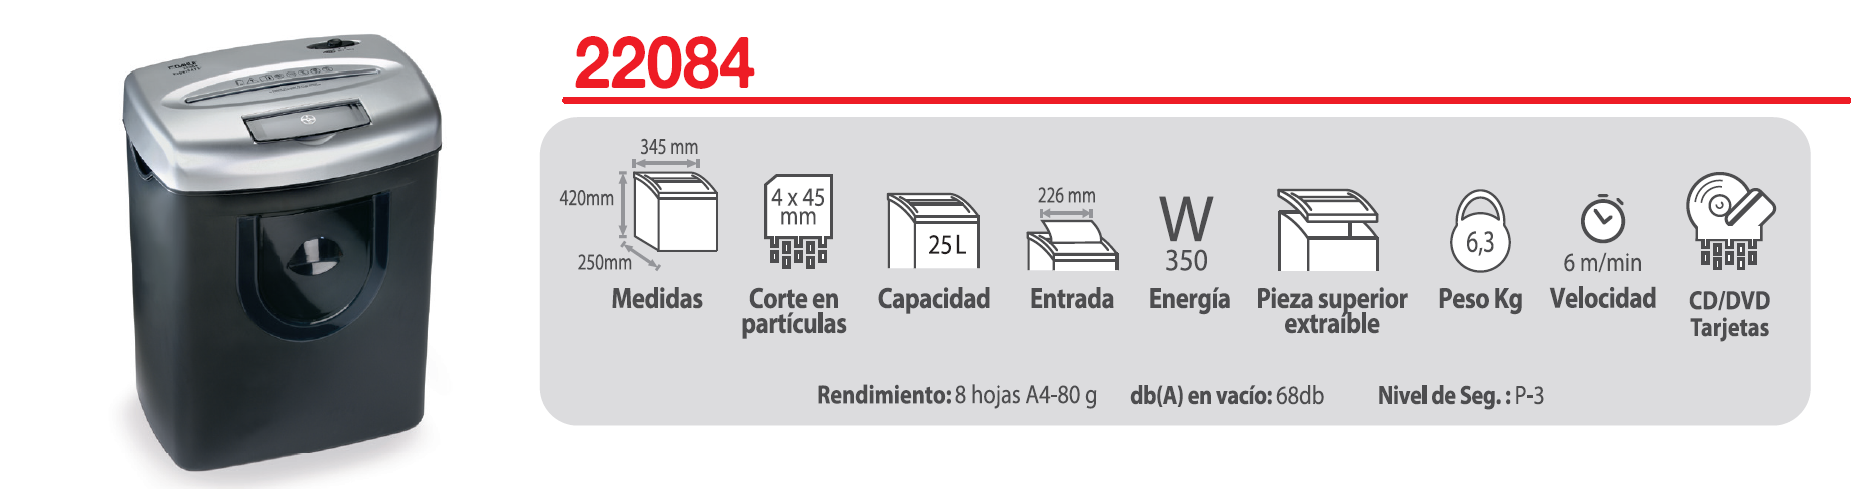 22084
345 mm
420mm
250mm
4 x 45
mm
25L
226 mm
W
350
6,3
6 m/min
Medidas
Corte en
partículas
Capacidad
Entrada
Energía
Pieza superior
extraíble
Peso Kg
Velocidad
CD/DVD
Tarjetas
Rendimiento: 8 hojas A4-80 g db(A) en vacío: 68db Nivel de Seg. : P-3